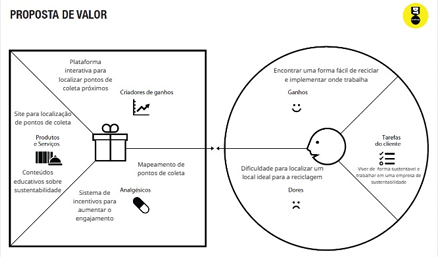 PROPOSTA DE VALOR
Plataforma
interativa para
localizar pontos de
coleta próximos
Criadores de ganhos
Site para localização
de pontos de coleta
Produtos
e Serviços
Conteúdos
educativos sobre
sustentabilidade
Mapeamento de
pontos de coleta
Sistema de
incentivos para
aumentar o
engajamento
Analgésicos
Encontrar uma forma fácil de reciclar
e implementar onde trabalha
Ganhos
Tarefas
do cliente
Viver de forma sustentável e
trabalhar em uma empresa de
sustentabilidade
Dificuldade para localizar um
local ideal para a reciclagem
Dores